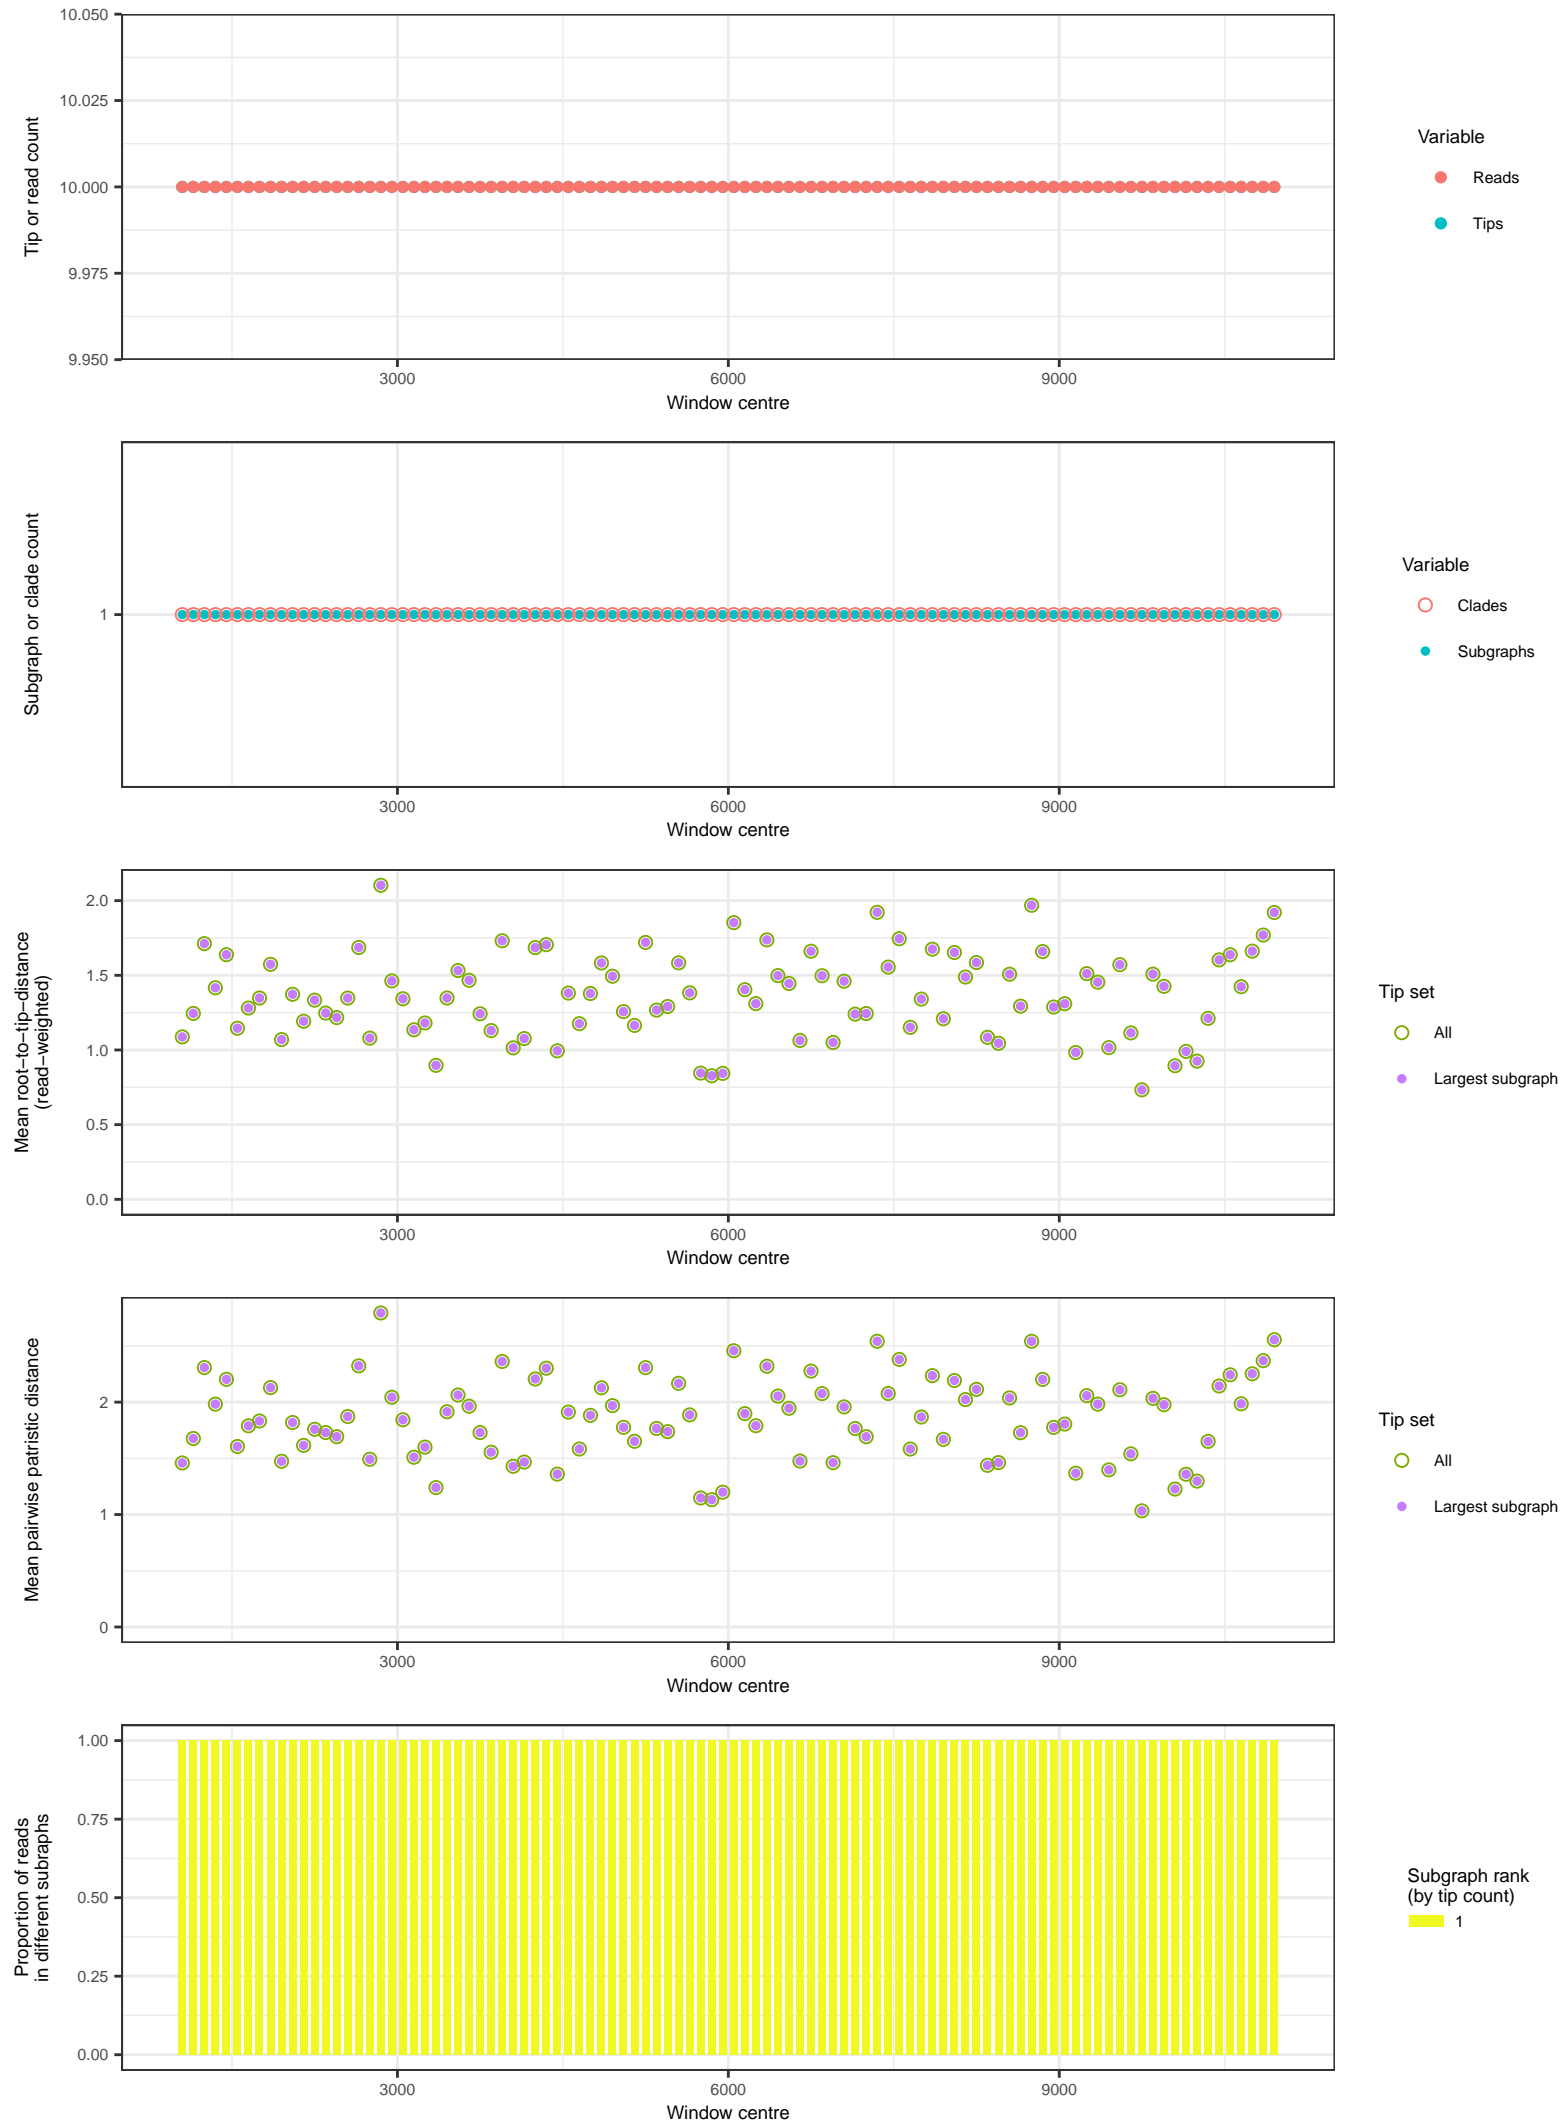 10.050
10.025
10.000
9.975
9.950
Tip or read count
3000
6000
9000
Window centre
Variable
Reads
Tips
Subgraph or clade count
1
3000
6000
9000
Window centre
Variable
Clades
Subgraphs
Mean root−to−tip−distance
(read−weighted)
2.0
1.5
1.0
0.5
0.0
3000
6000
9000
Window centre
Tip set
All
Largest subgraph
Mean pairwise patristic distance
2
1
0
3000
6000
9000
Window centre
Tip set
All
Largest subgraph
Proportion of reads
in different subraphs
1.00
0.75
0.50
0.25
0.00
3000
6000
9000
Window centre
Subgraph rank
(by tip count)
1